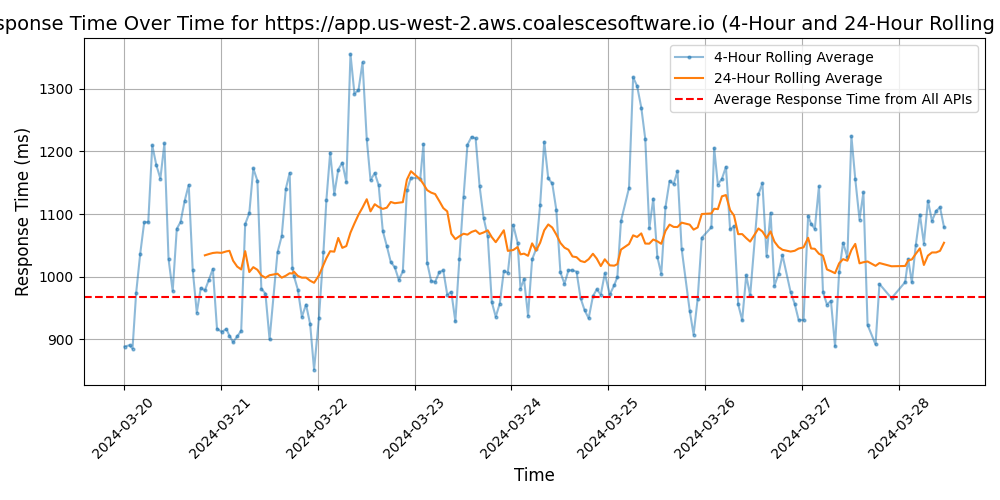 sponse Time Over Time for https://app.us-west-2.aws.coalescesoftware.io (4-Hour and 24-Hour Rolling
4-Hour Rolling Average
24-Hour Rolling Average
Average Response Time from All APIs
Response Time (ms)
1300
1200
1100
1000
900
2024-03-20
2024-03-21
2024-03-22
2024-03-23
2024-03-24
2024-03-25
2024-03-26
2024-03-27
2024-03-28
Time